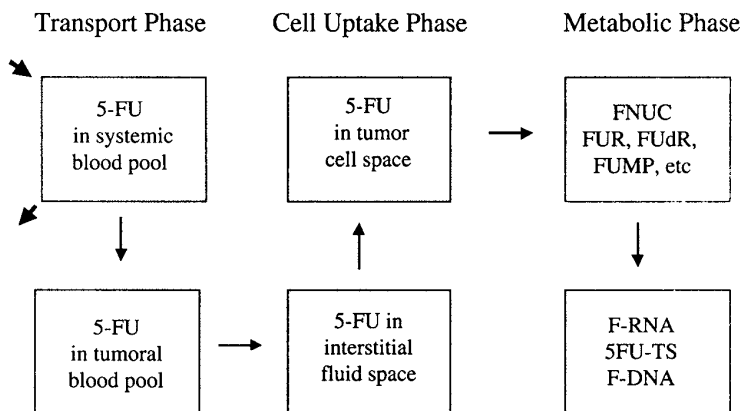 Transport Phase
Cell Uptake Phase
Metabolic Phase
5-FU
in systemic
blood pool
5-FU
in tumoral
blood pool
5-FU in
interstitial
fluid space
5-FU
in tumor
cell space
FNUC
FUR, FUdR,
FUMP, etc
F-RNA
5FU-TS
F-DNA